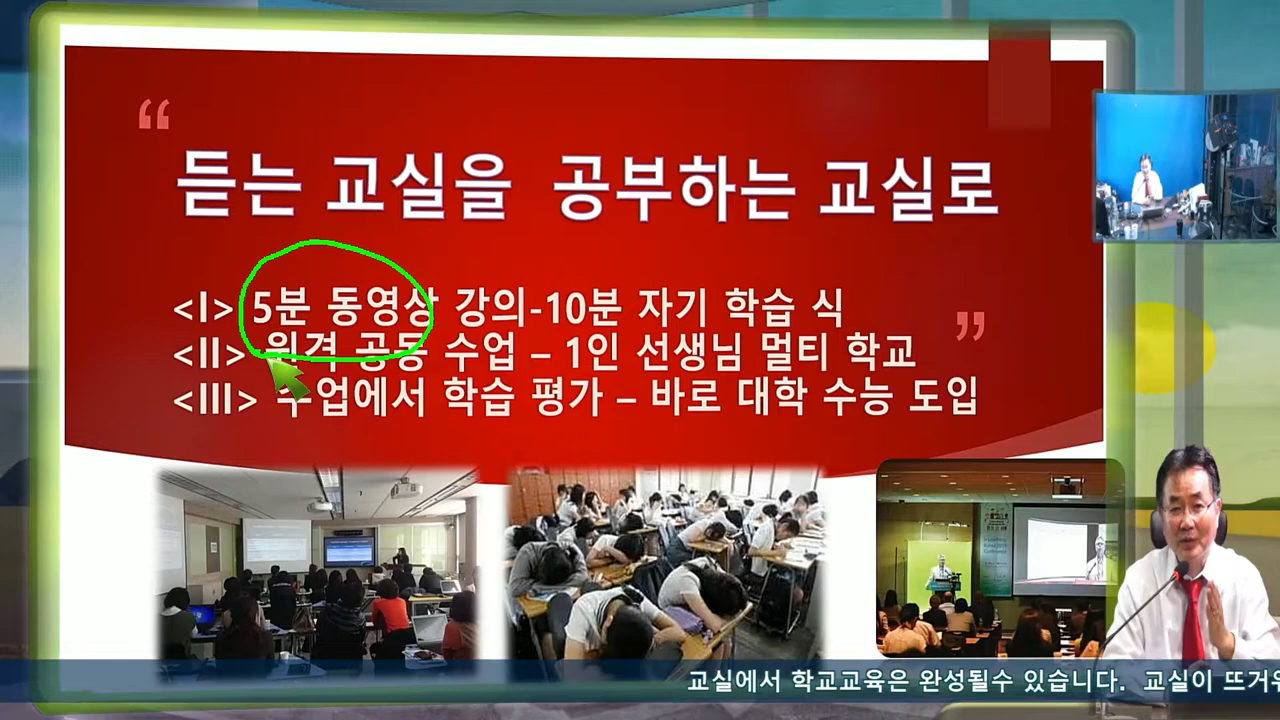 “
듣는 교실을 공부하는 교실로
<I> 5분 동영상 강의-10분 자기 학습 식
<II> 원격 공동 수업 – 1인 선생님 멀티 학교
<III> 수업에서 학습 평가 – 바로 대학 수능 도입
”
교실에서 학교교육은 완성될수 있습니다. 교실이 뜨거워